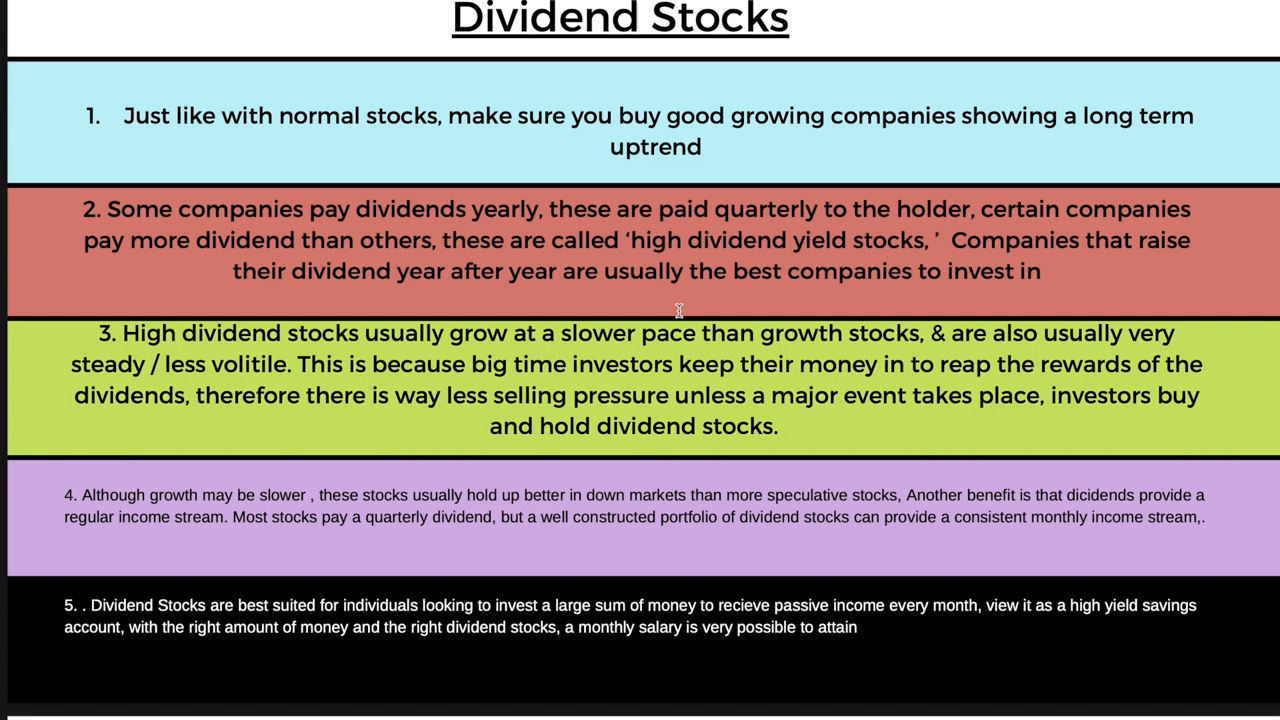 Dividend Stocks
1. Just like with normal stocks, make sure you buy good growing companies showing a long term
uptrend
2. Some companies pay dividends yearly, these are paid quarterly to the holder, certain companies
pay more dividend than others, these are called ‘high dividend yield stocks, ’ Companies that raise
their dividend year after year are usually the best companies to invest in
3. High dividend stocks usually grow at a slower pace than growth stocks, & are also usually very
steady / less volitile. This is because big time investors keep their money in to reap the rewards of the
dividends, therefore there is way less selling pressure unless a major event takes place, investors buy
and hold dividend stocks.
4. Although growth may be slower , these stocks usually hold up better in down markets than more speculative stocks, Another benefit is that dicidends provide a
regular income stream. Most stocks pay a quarterly dividend, but a well constructed portfolio of dividend stocks can provide a consistent monthly income stream,.
5. . Dividend Stocks are best suited for individuals looking to invest a large sum of money to recieve passive income every month, view it as a high yield savings
account, with the right amount of money and the right dividend stocks, a monthly salary is very possible to attain